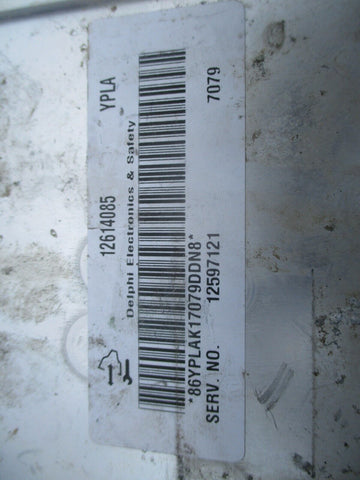 12614085 YPLA
Delphi Electronics & Safety
*86YPLAK17079DDN8*
SERV. NO. 12597121 7079